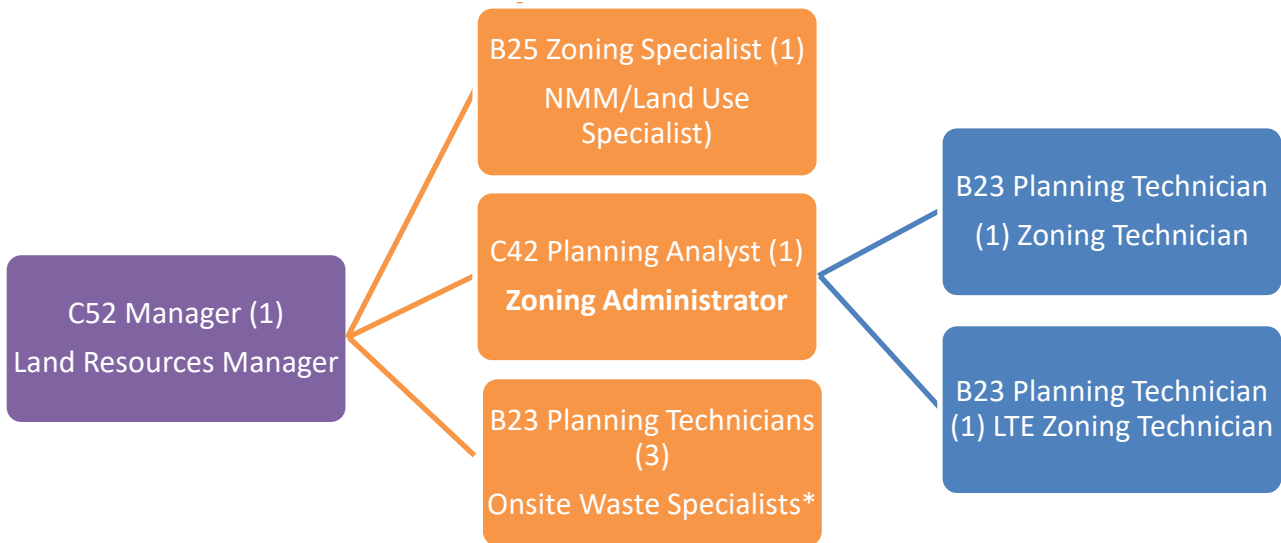 B25 Zoning Specialist (1)
NMM/Land Use
Specialist)
C42 Planning Analyst (1)
Zoning Administrator
B23 Planning Technicians
(3)
Onsite Waste Specialists*
C52 Manager (1)
Land Resources Manager
B23 Planning Technician
(1) Zoning Technician
B23 Planning Technician
(1) LTE Zoning Technician